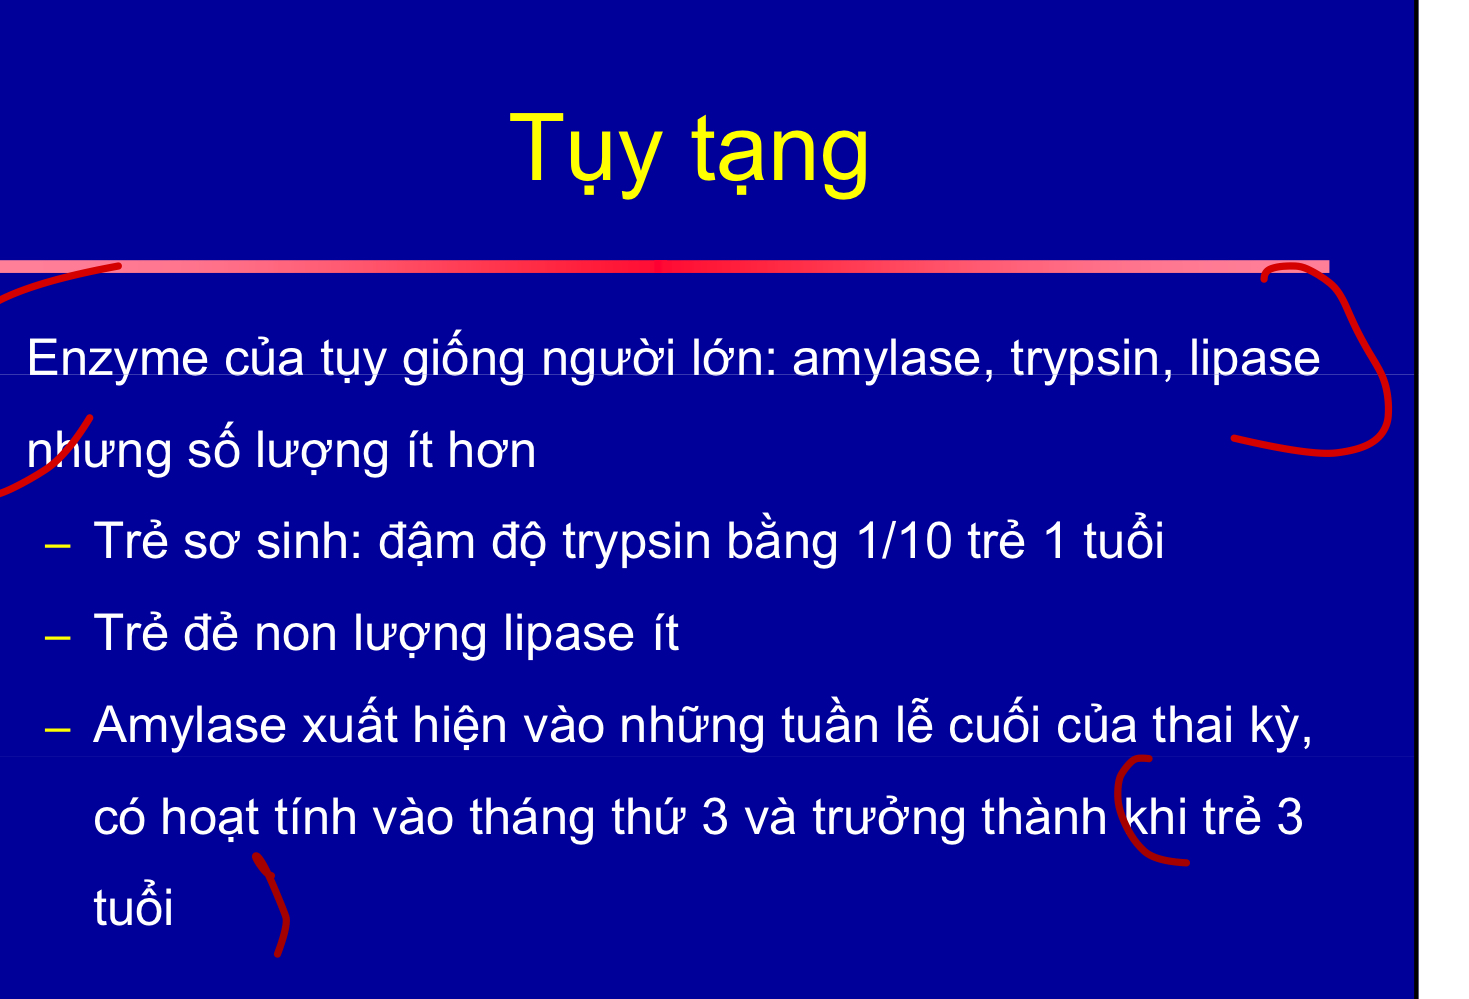 Tụy tạng
Enzyme của tụy giống người lớn: amylase, trypsin, lipase
nhưng số lượng ít hơn
– Trẻ sơ sinh: đậm độ trypsin bằng 1/10 trẻ 1 tuổi
– Trẻ đẻ non lượng lipase ít
– Amylase xuất hiện vào những tuần lễ cuối của thai kỳ,
có hoạt tính vào tháng thứ 3 và trưởng thành khi trẻ 3
tuổi